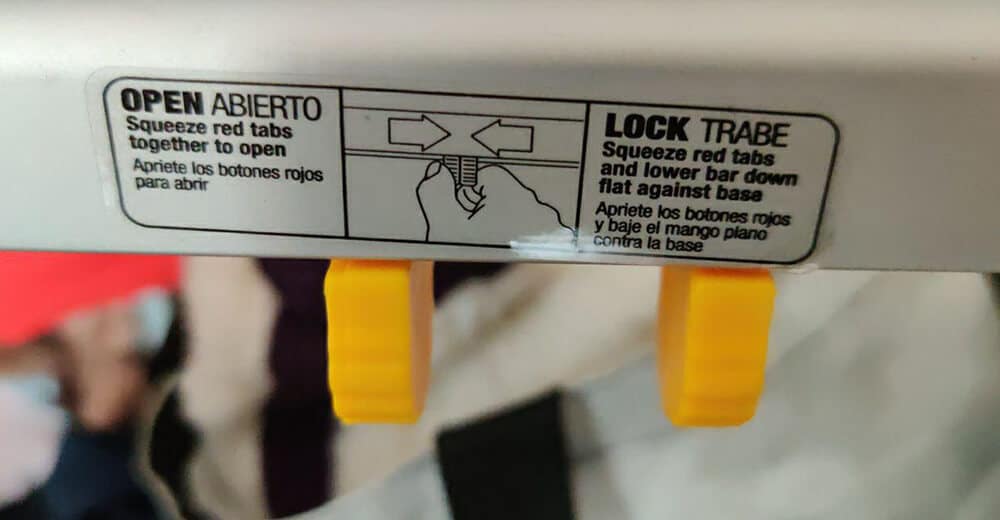 OPEN ABIERTO
Squeeze red tabs
together to open
Apriete los botones rojos
para abrir
LOCK TRABE
Squeeze red tabs
and lower bar down
flat against base
Apriete los botones rojos
y baje el mango plano
contra la base